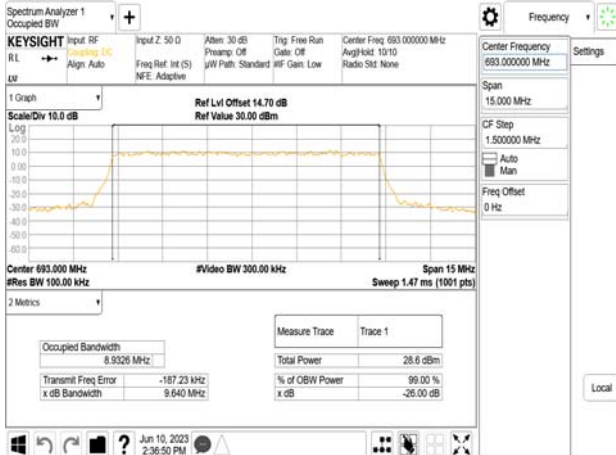 Spectrum Analyzer 1
Occupied BW
Frequency
KEYSIGHT
Input: RF
Coupling: DC
Align: Auto
Input Z: 50 Ω
Freq Ref: Int (S)
NFE: Adaptive
Atten: 30 dB
Preamp: Off
µW Path: Standard
Trig: Free Run
Gate: Off
#IF Gain: Low
Center Freq: 693.000000 MHz
Avg|Hold: 10/10
Radio Std: None
RL
Center Frequency
693.000000 MHz
Settings
Span
15.000 MHz
CF Step
1.500000 MHz
Auto
Man
Freq Offset
0 Hz
1 Graph
Scale/Div 10.0 dB
Ref Lvl Offset 14.70 dB
Ref Value 30.00 dBm
Log
20.0
10.0
0.00
-10.0
-20.0
-30.0
-40.0
-50.0
-60.0
Center 693.000 MHz
#Res BW 100.00 kHz
#Video BW 300.00 kHz
Span 15 MHz
Sweep 1.47 ms (1001 pts)
2 Metrics
Measure Trace Trace 1
Occupied Bandwidth
8.9326 MHz
Total Power 28.6 dBm
Transmit Freq Error -187.23 kHz
% of OBW Power 99.00 %
x dB Bandwidth 9.640 MHz
x dB -26.00 dB
Local
?
Jun 10, 2023
2:36:50 PM